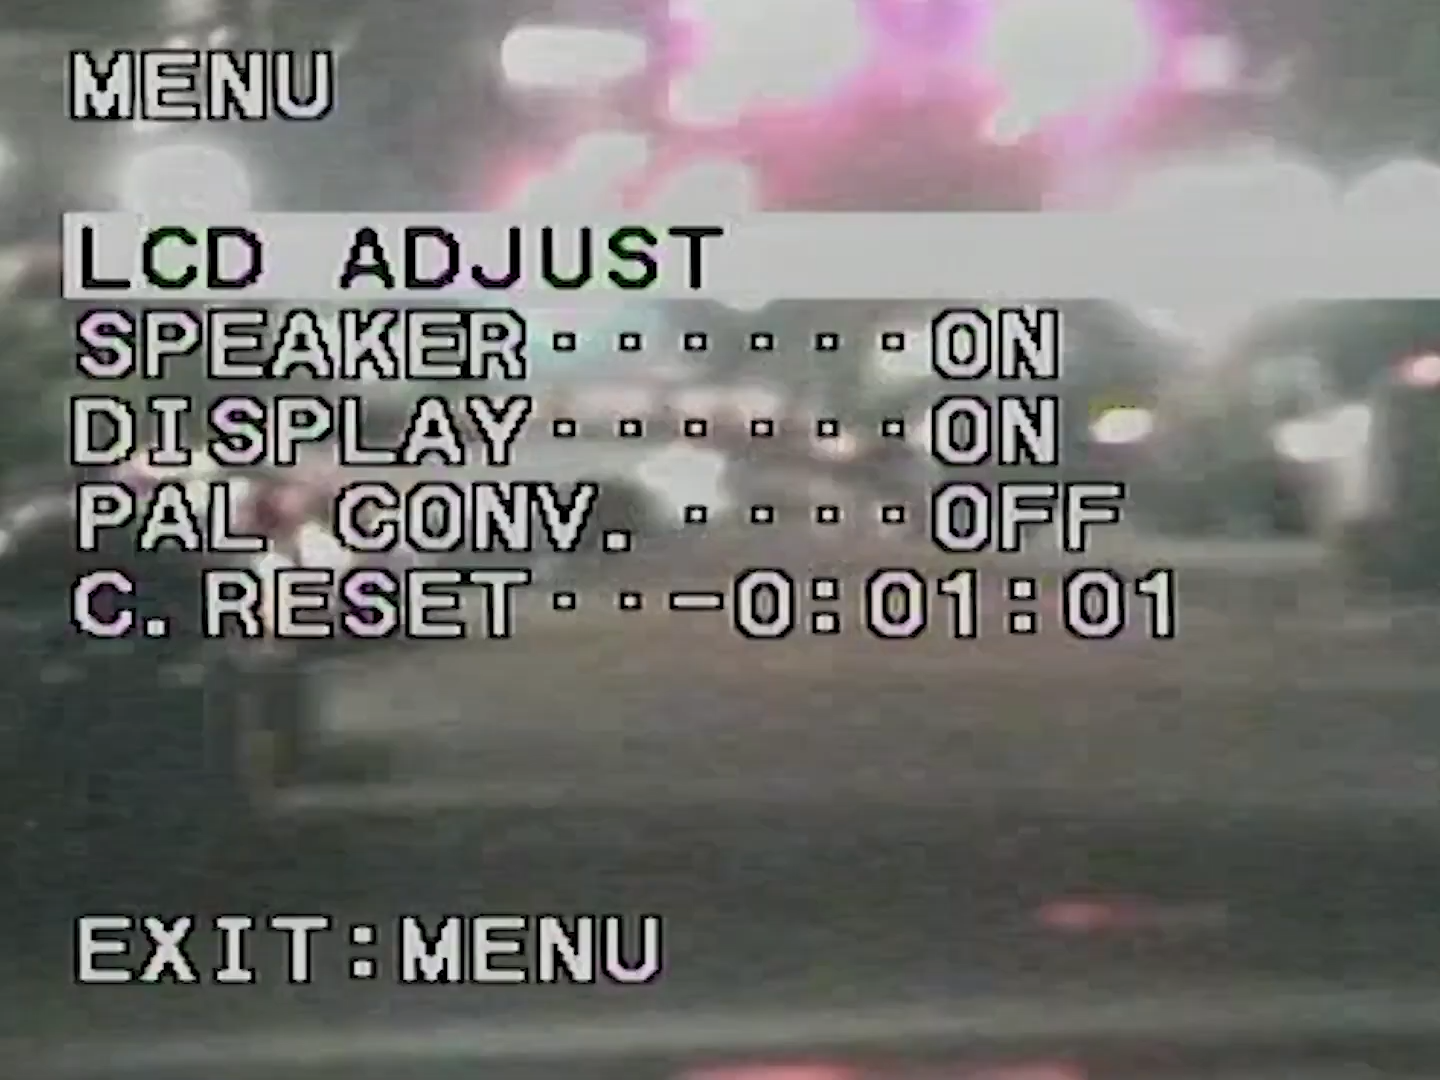 MENU
LCD ADJUST
SPEAKER······ON
DISPLAY······ON
PAL CONV. ····OFF
C.RESET··-0:01:01
EXIT:MENU